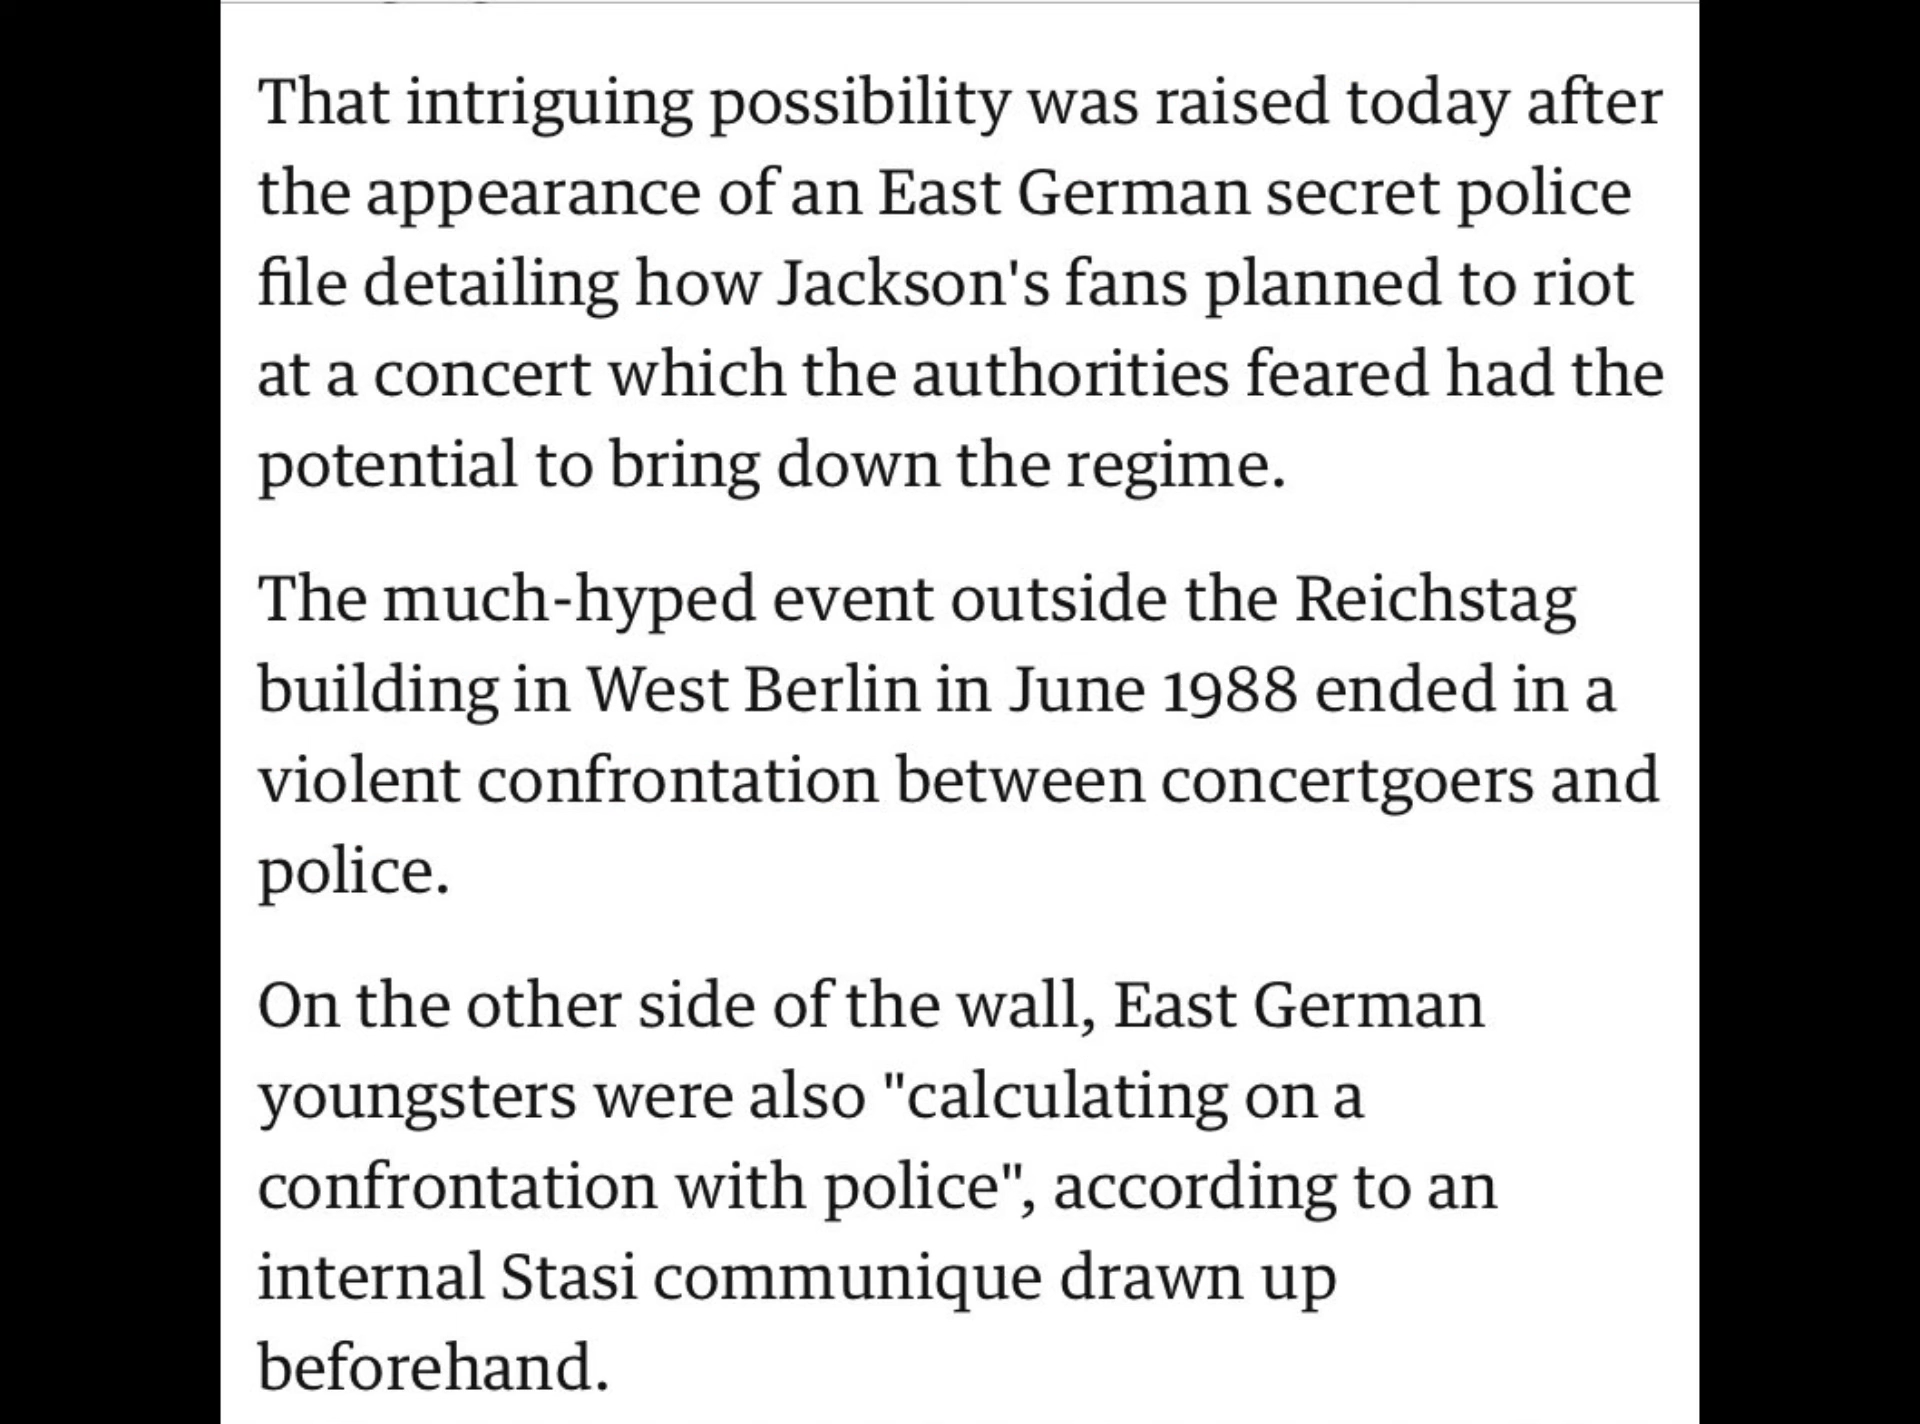 That intriguing possibility was raised today after
the appearance of an East German secret police
file detailing how Jackson's fans planned to riot
at a concert which the authorities feared had the
potential to bring down the regime.
The much-hyped event outside the Reichstag
building in West Berlin in June 1988 ended in a
violent confrontation between concertgoers and
police.
On the other side of the wall, East German
youngsters were also "calculating on a
confrontation with police", according to an
internal Stasi communique drawn up
beforehand.